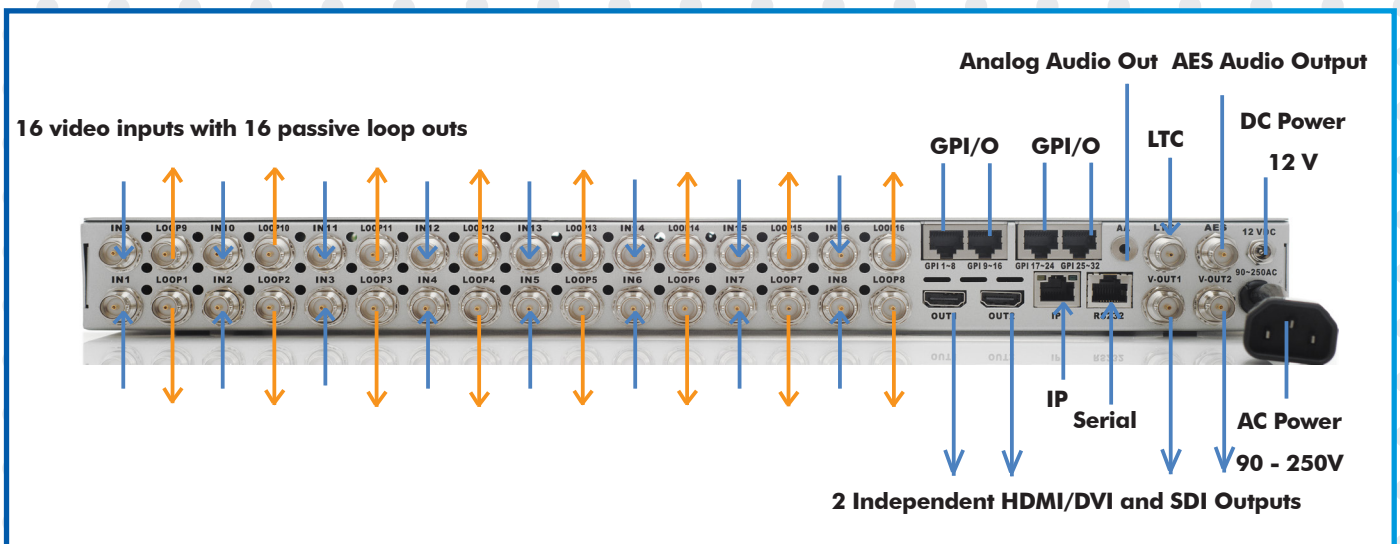 Analog Audio Out AES Audio Output
16 video inputs with 16 passive loop outs
DC Power
12 V
GPI/O GPI/O LTC
IN9 LOOP9 IN10 LOOP10 IN11 LOOP11 IN12 LOOP12 IN13 LOOP13 IN14 LOOP14 IN15 LOOP15 IN16 LOOP16 AA LTC AES 12 VDC
GPI 1~8 GPI 9~16 GPI 17~24 GPI 25~32 90~250AC
IN1 LOOP1 IN2 LOOP2 IN3 LOOP3 IN4 LOOP4 IN5 LOOP5 IN6 LOOP6 IN7 LOOP7 IN8 LOOP8 V-OUT1 V-OUT2
OUT1 OUT2 IP RS232
IP
Serial
AC Power
90 - 250V
2 Independent HDMI/DVI and SDI Outputs